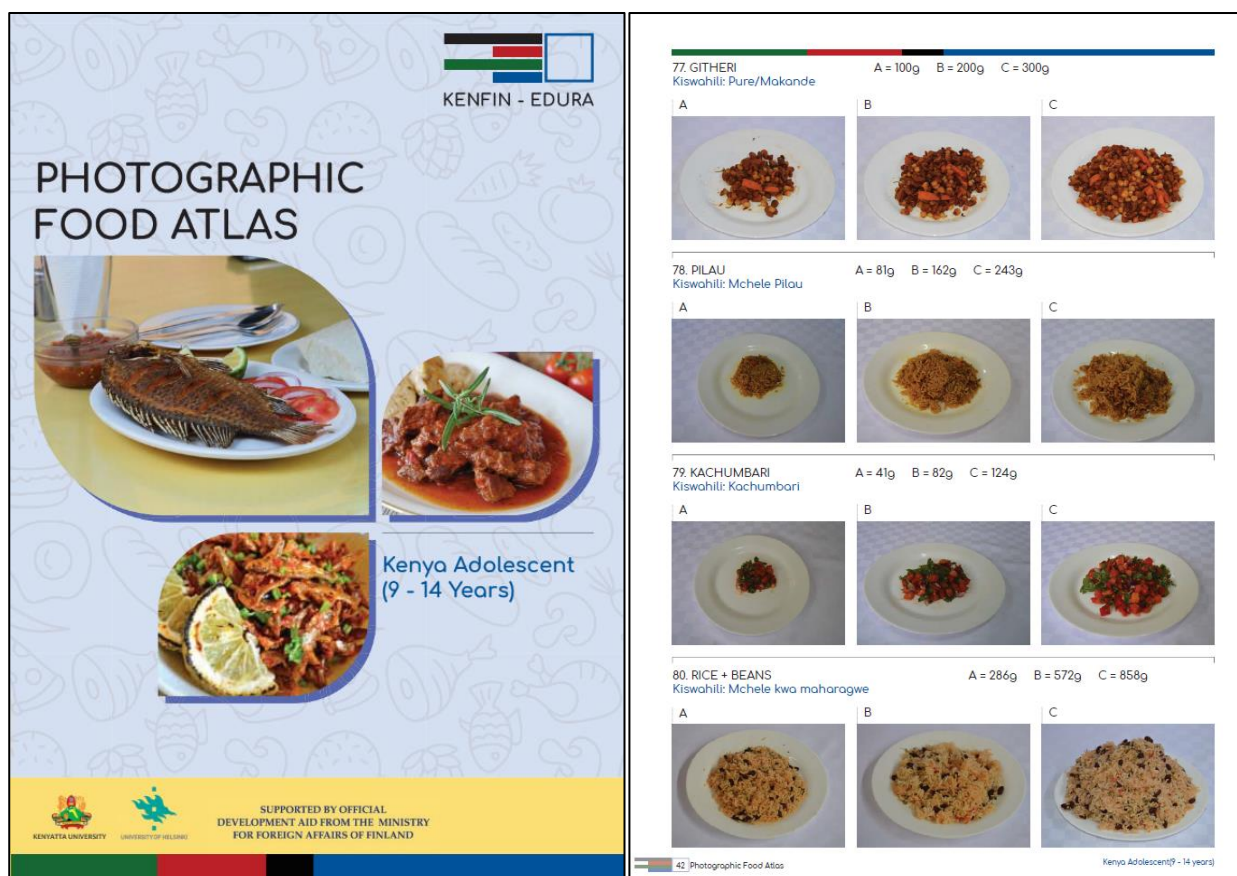 KENFIN - EDURA
PHOTOGRAPHIC
FOOD ATLAS
Kenya Adolescent
(9 - 14 Years)
KENYATTA UNIVERSITY
UNIVERSITY OF HELSINKI
SUPPORTED BY OFFICIAL
DEVELOPMENT AID FROM THE MINISTRY
FOR FOREIGN AFFAIRS OF FINLAND
77. GITHERI A = 100g B = 200g C = 300g
Kiswahili: Pure/Makande
A B C
78. PILAU A = 81g B = 162g C = 243g
Kiswahili: Mchele Pilau
A B C
79. KACHUMBARI A = 41g B = 82g C = 124g
Kiswahili: Kachumbari
A B C
80. RICE + BEANS A = 286g B = 572g C = 858g
Kiswahili: Mchele kwa maharagwe
A B C
42 Photographic Food Atlas Kenya Adolescent(9 - 14 years)